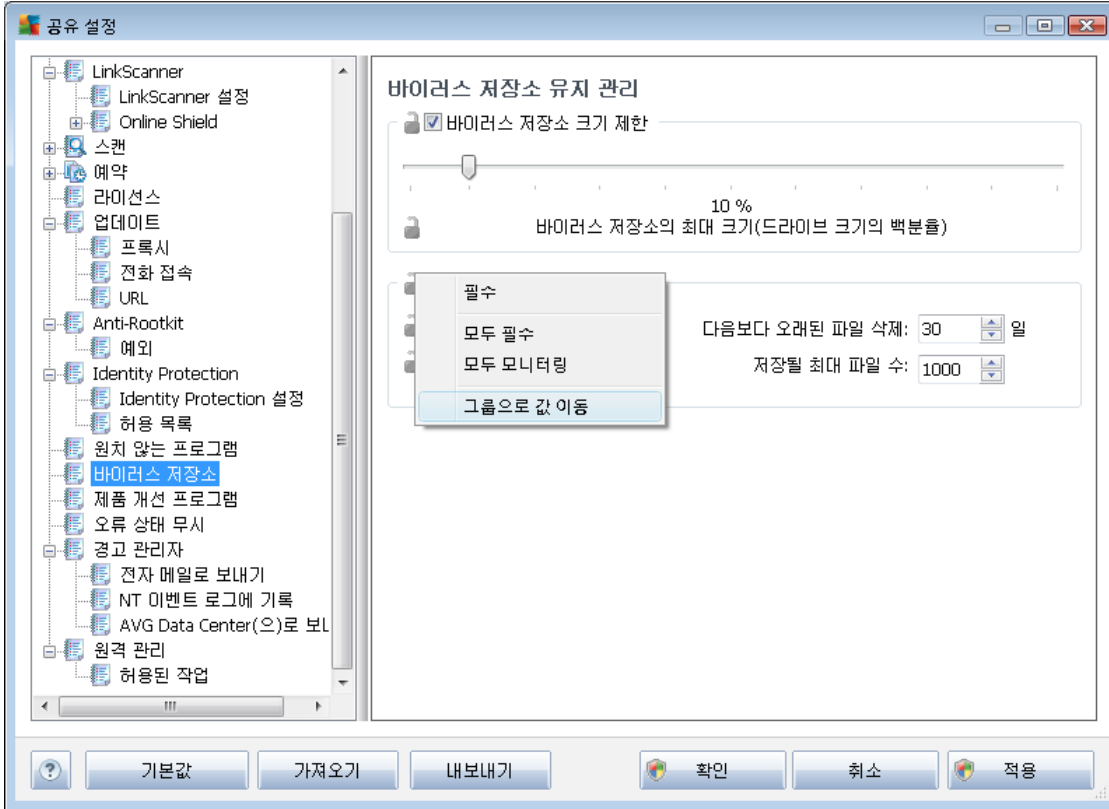 공유 설정
LinkScanner
LinkScanner 설정
Online Shield
스캔
예약
라이선스
업데이트
프록시
전화 접속
URL
Anti-Rootkit
예외
Identity Protection
Identity Protection 설정
허용 목록
원치 않는 프로그램
바이러스 저장소
제품 개선 프로그램
오류 상태 무시
경고 관리자
전자 메일로 보내기
NT 이벤트 로그에 기록
AVG Data Center(으)로 보내
원격 관리
허용된 작업
바이러스 저장소 유지 관리
바이러스 저장소 크기 제한
10 %
바이러스 저장소의 최대 크기(드라이브 크기의 백분율)
필수
모두 필수
모두 모니터링
그룹으로 값 이동
다음보다 오래된 파일 삭제: 30 일
저장될 최대 파일 수: 1000
? 기본값 가져오기 내보내기 확인 취소 적용